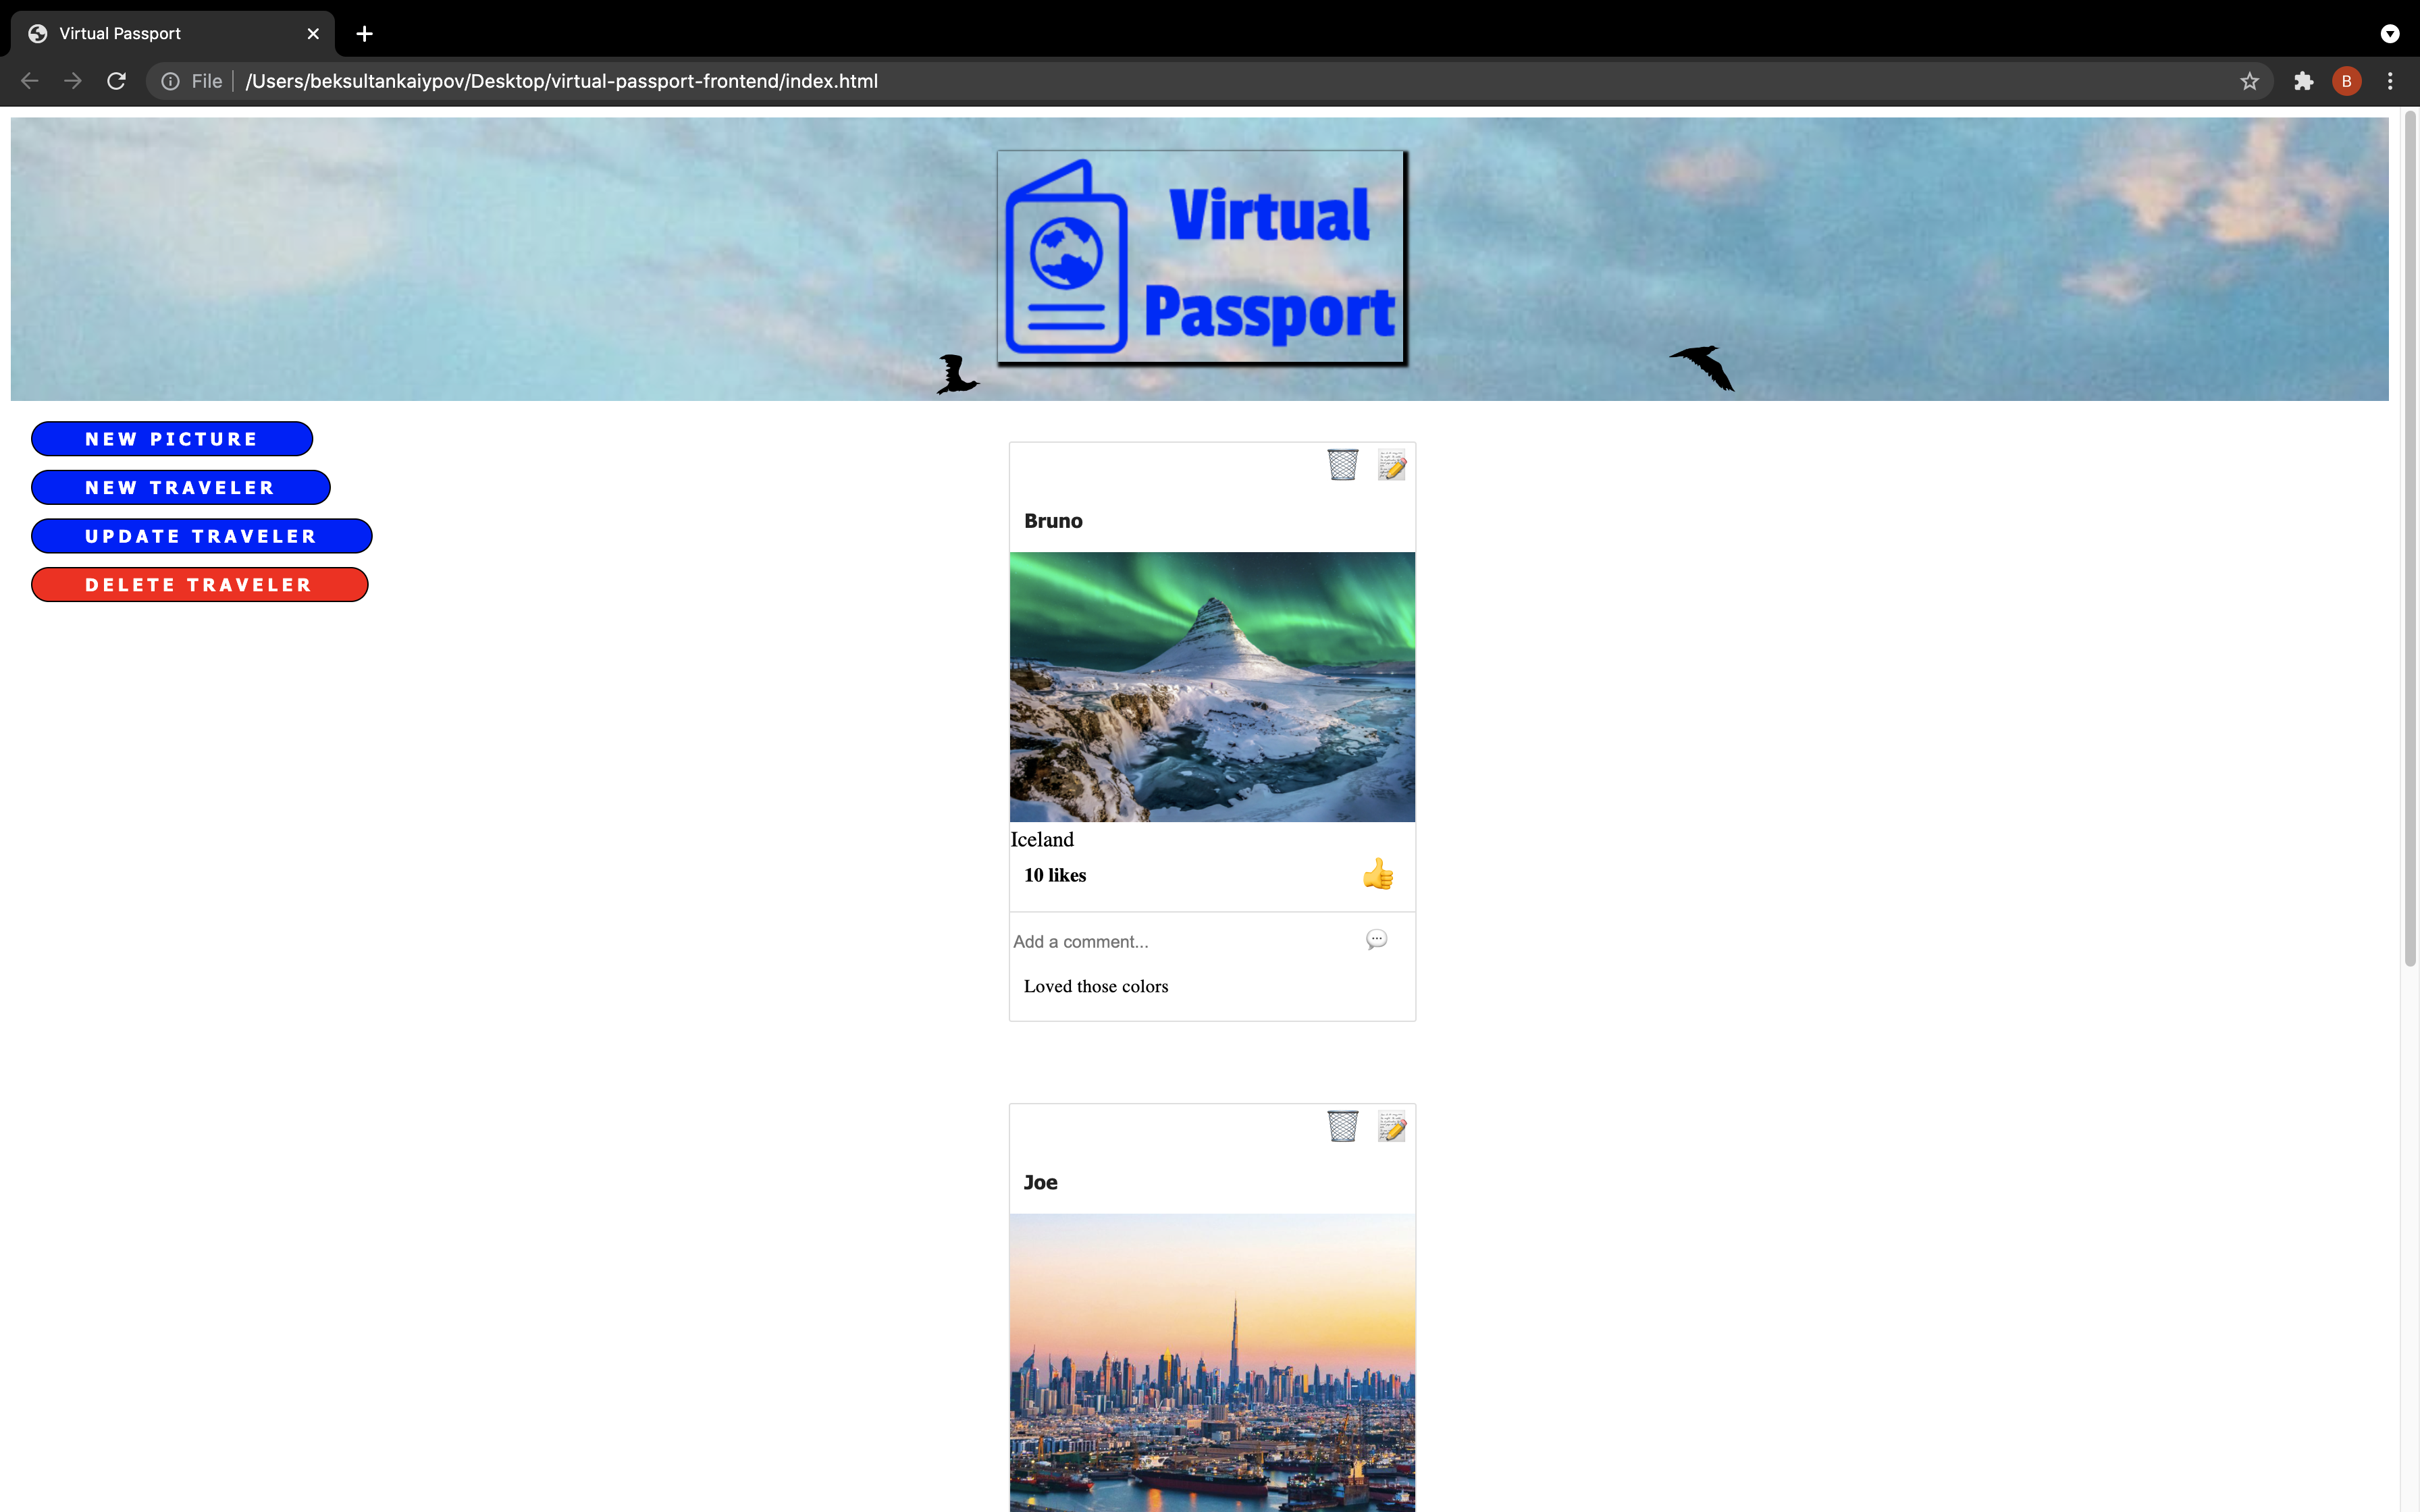 Virtual Passport
File
/Users/beksultankaiypov/Desktop/virtual-passport-frontend/index.html
B
Virtual
Passport
NEW PICTURE
NEW TRAVELER
UPDATE TRAVELER
DELETE TRAVELER
Bruno
Iceland
10 likes
Add a comment...
Loved those colors
Joe